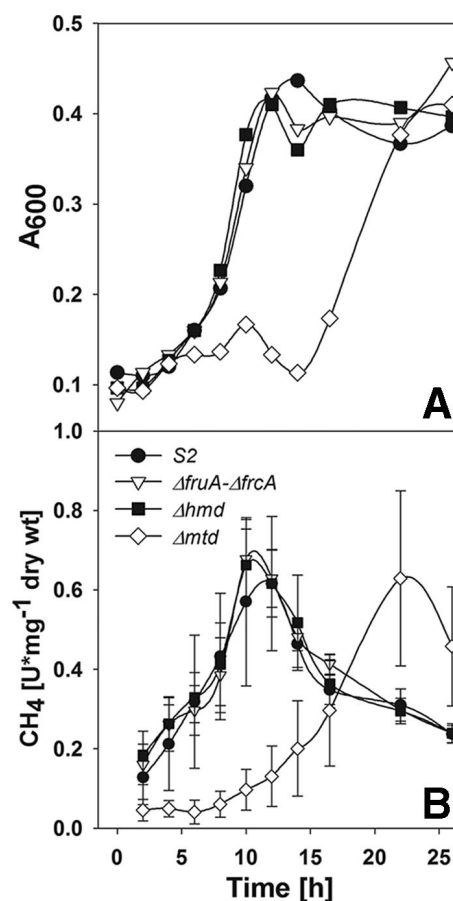 0.5
0.4
0.3
0.2
0.1
A₆₀₀
A
1.0
0.8
0.6
0.4
0.2
0.0
CH₄ [U*mg⁻¹ dry wt]
S2
ΔfruA-ΔfrcA
Δhmd
Δmtd
B
0 5 10 15 20 25
Time [h]